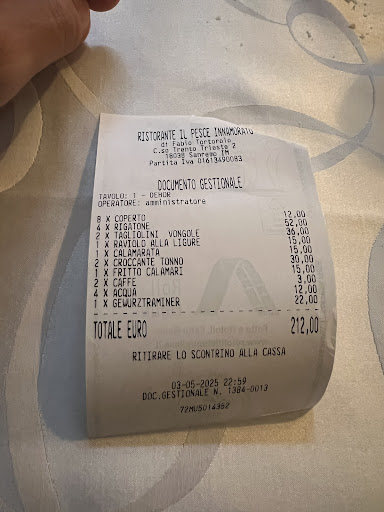 RISTORANTE IL PESCE INNAMORATO
di Fabio Tortorolo
C.so Trento Trieste 2
18038 Sanremo IM
Partita Iva 01613490083
DOCUMENTO GESTIONALE
TAVOLO: 1 - DEHOR
OPERATORE: amministratore
8 X COPERTO 12,00
4 X RIGATONE 52,00
2 X TAGLIOLINI VONGOLE 36,00
1 X RAVIOLO ALLA LIGURE 15,00
1 X CALAMARATA 15,00
2 X CROCCANTE TONNO 30,00
1 X FRITTO CALAMARI 15,00
2 X CAFFE 3,00
4 X ACQUA 12,00
1 X GEWURZTRAMINER 22,00
TOTALE EURO 212,00
RITIRARE LO SCONTRINO ALLA CASSA
03-05-2025 22:59
DOC.GESTIONALE N. 1384-0013
72MU5014352